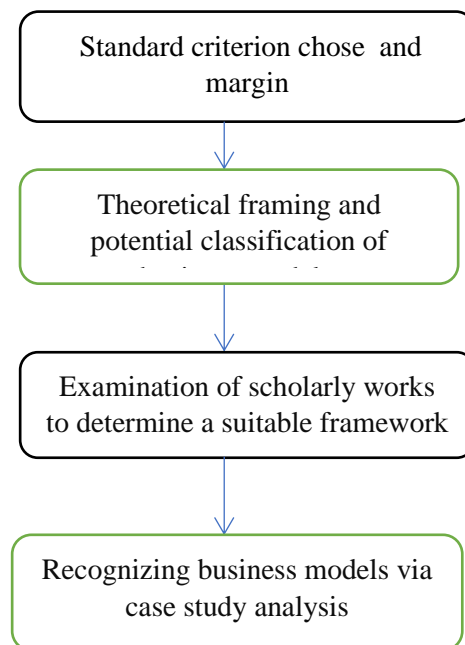 Standard criterion chose and
margin
Theoretical framing and
potential classification of
Examination of scholarly works
to determine a suitable framework
Recognizing business models via
case study analysis